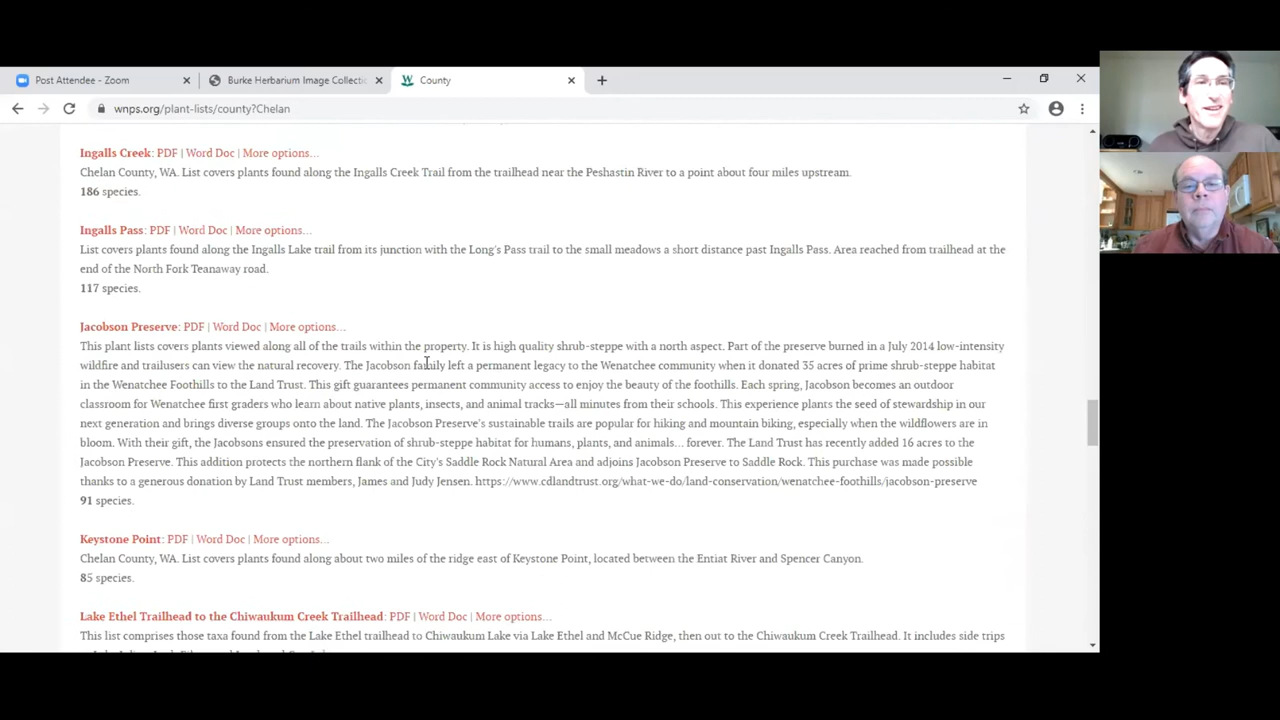 Post Attendee - Zoom
Burke Herbarium Image Collectic
County
wnps.org/plant-lists/county?Chelan
Ingalls Creek: PDF | Word Doc | More options...
Chelan County, WA. List covers plants found along the Ingalls Creek Trail from the trailhead near the Peshastin River to a point about four miles upstream.
186 species.
Ingalls Pass: PDF | Word Doc | More options...
List covers plants found along the Ingalls Lake trail from its junction with the Long's Pass trail to the small meadows a short distance past Ingalls Pass. Area reached from trailhead at the
end of the North Fork Teanaway road.
117 species.
Jacobson Preserve: PDF | Word Doc | More options...
This plant lists covers plants viewed along all of the trails within the property. It is high quality shrub-steppe with a north aspect. Part of the preserve burned in a July 2014 low-intensity
wildfire and trailusers can view the natural recovery. The Jacobson family left a permanent legacy to the Wenatchee community when it donated 35 acres of prime shrub-steppe habitat
in the Wenatchee Foothills to the Land Trust. This gift guarantees permanent community access to enjoy the beauty of the foothills. Each spring, Jacobson becomes an outdoor
classroom for Wenatchee first graders who learn about native plants, insects, and animal tracks—all minutes from their schools. This experience plants the seed of stewardship in our
next generation and brings diverse groups onto the land. The Jacobson Preserve's sustainable trails are popular for hiking and mountain biking, especially when the wildflowers are in
bloom. With their gift, the Jacobsons ensured the preservation of shrub-steppe habitat for humans, plants, and animals... forever. The Land Trust has recently added 16 acres to the
Jacobson Preserve. This addition protects the northern flank of the City's Saddle Rock Natural Area and adjoins Jacobson Preserve to Saddle Rock. This purchase was made possible
thanks to a generous donation by Land Trust members, James and Judy Jensen. https://www.cdlandtrust.org/what-we-do/land-conservation/wenatchee-foothills/jacobson-preserve
91 species.
Keystone Point: PDF | Word Doc | More options...
Chelan County, WA. List covers plants found along about two miles of the ridge east of Keystone Point, located between the Entiat River and Spencer Canyon.
85 species.
Lake Ethel Trailhead to the Chiwaukum Creek Trailhead: PDF | Word Doc | More options...
This list comprises those taxa found from the Lake Ethel trailhead to Chiwaukum Lake via Lake Ethel and McCue Ridge, then out to the Chiwaukum Creek Trailhead. It includes side trips